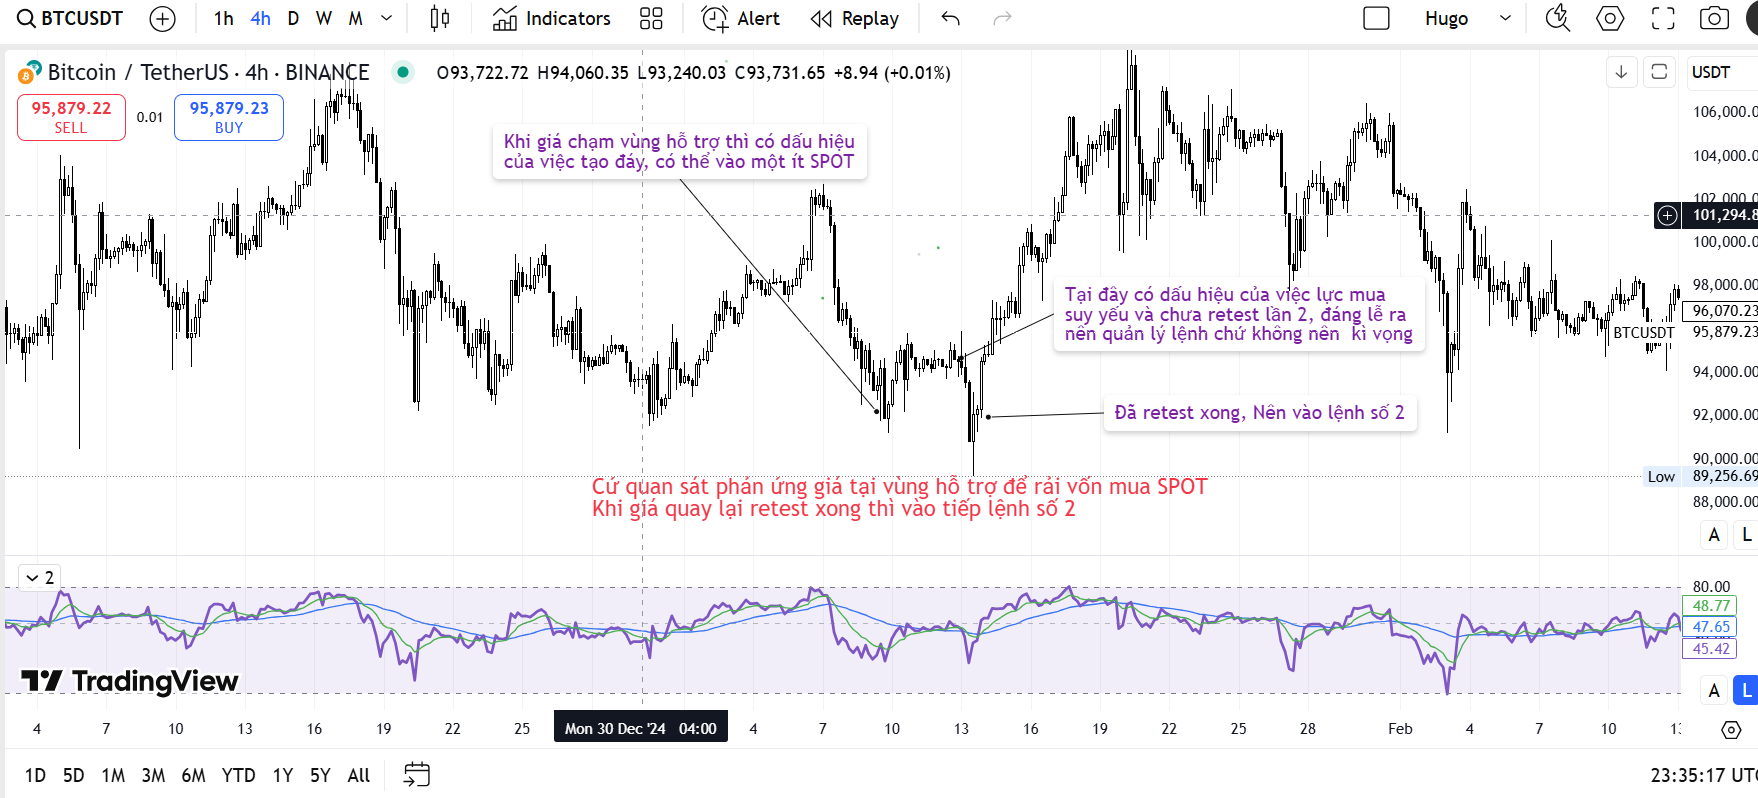 BTCUSDT
1h 4h D W M
Indicators
Alert
Replay
Hugo
Bitcoin / TetherUS · 4h · BINANCE
O93,722.72 H94,060.35 L93,240.03 C93,731.65 +8.94 (+0.01%)
USDT
95,879.22
SELL
0.01
95,879.23
BUY
Khi giá chạm vùng hỗ trợ thì có dấu hiệu
của việc tạo đáy, có thể vào một ít SPOT
Tại đây có dấu hiệu của việc lực mua
suy yếu và chưa retest lần 2, đáng lẽ ra
nên quản lý lệnh chứ không nên kì vọng
Đã retest xong, Nên vào lệnh số 2
Cứ quan sát phản ứng giá tại vùng hỗ trợ để rải vốn mua SPOT
Khi giá quay lại retest xong thì vào tiếp lệnh số 2
106,000.0
104,000.0
102,000.0
101,294.8
100,000.0
98,000.00
96,070.23
BTCUSDT 95,879.23
94,000.00
92,000.00
90,000.00
Low 89,256.69
88,000.00
A L
2
80.00
48.77
47.65
45.42
TradingView
A L
4 7 10 13 16 19 22 25 Mon 30 Dec '24 04:00 4 7 10 13 16 19 22 25 28 Feb 4 7 10
1D 5D 1M 3M 6M YTD 1Y 5Y All
23:35:17 UTC